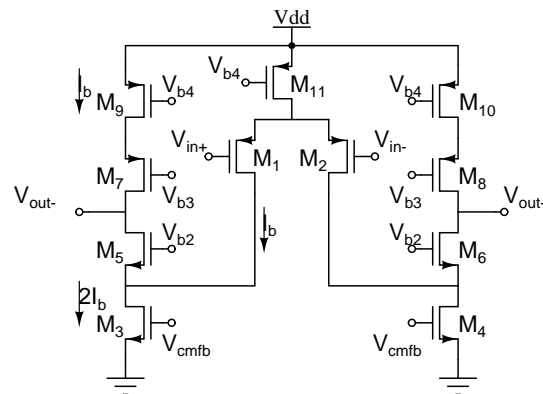 Vdd
Vb4
M11
Ib
M9
Vb4
Vb4
M10
Vin+
M1
M2
Vin-
M7
Vb3
M8
Vb3
Vout-
Vout-
M5
Vb2
Ib
Vb2
M6
2Ib
M3
Vcmfb
M4
Vcmfb